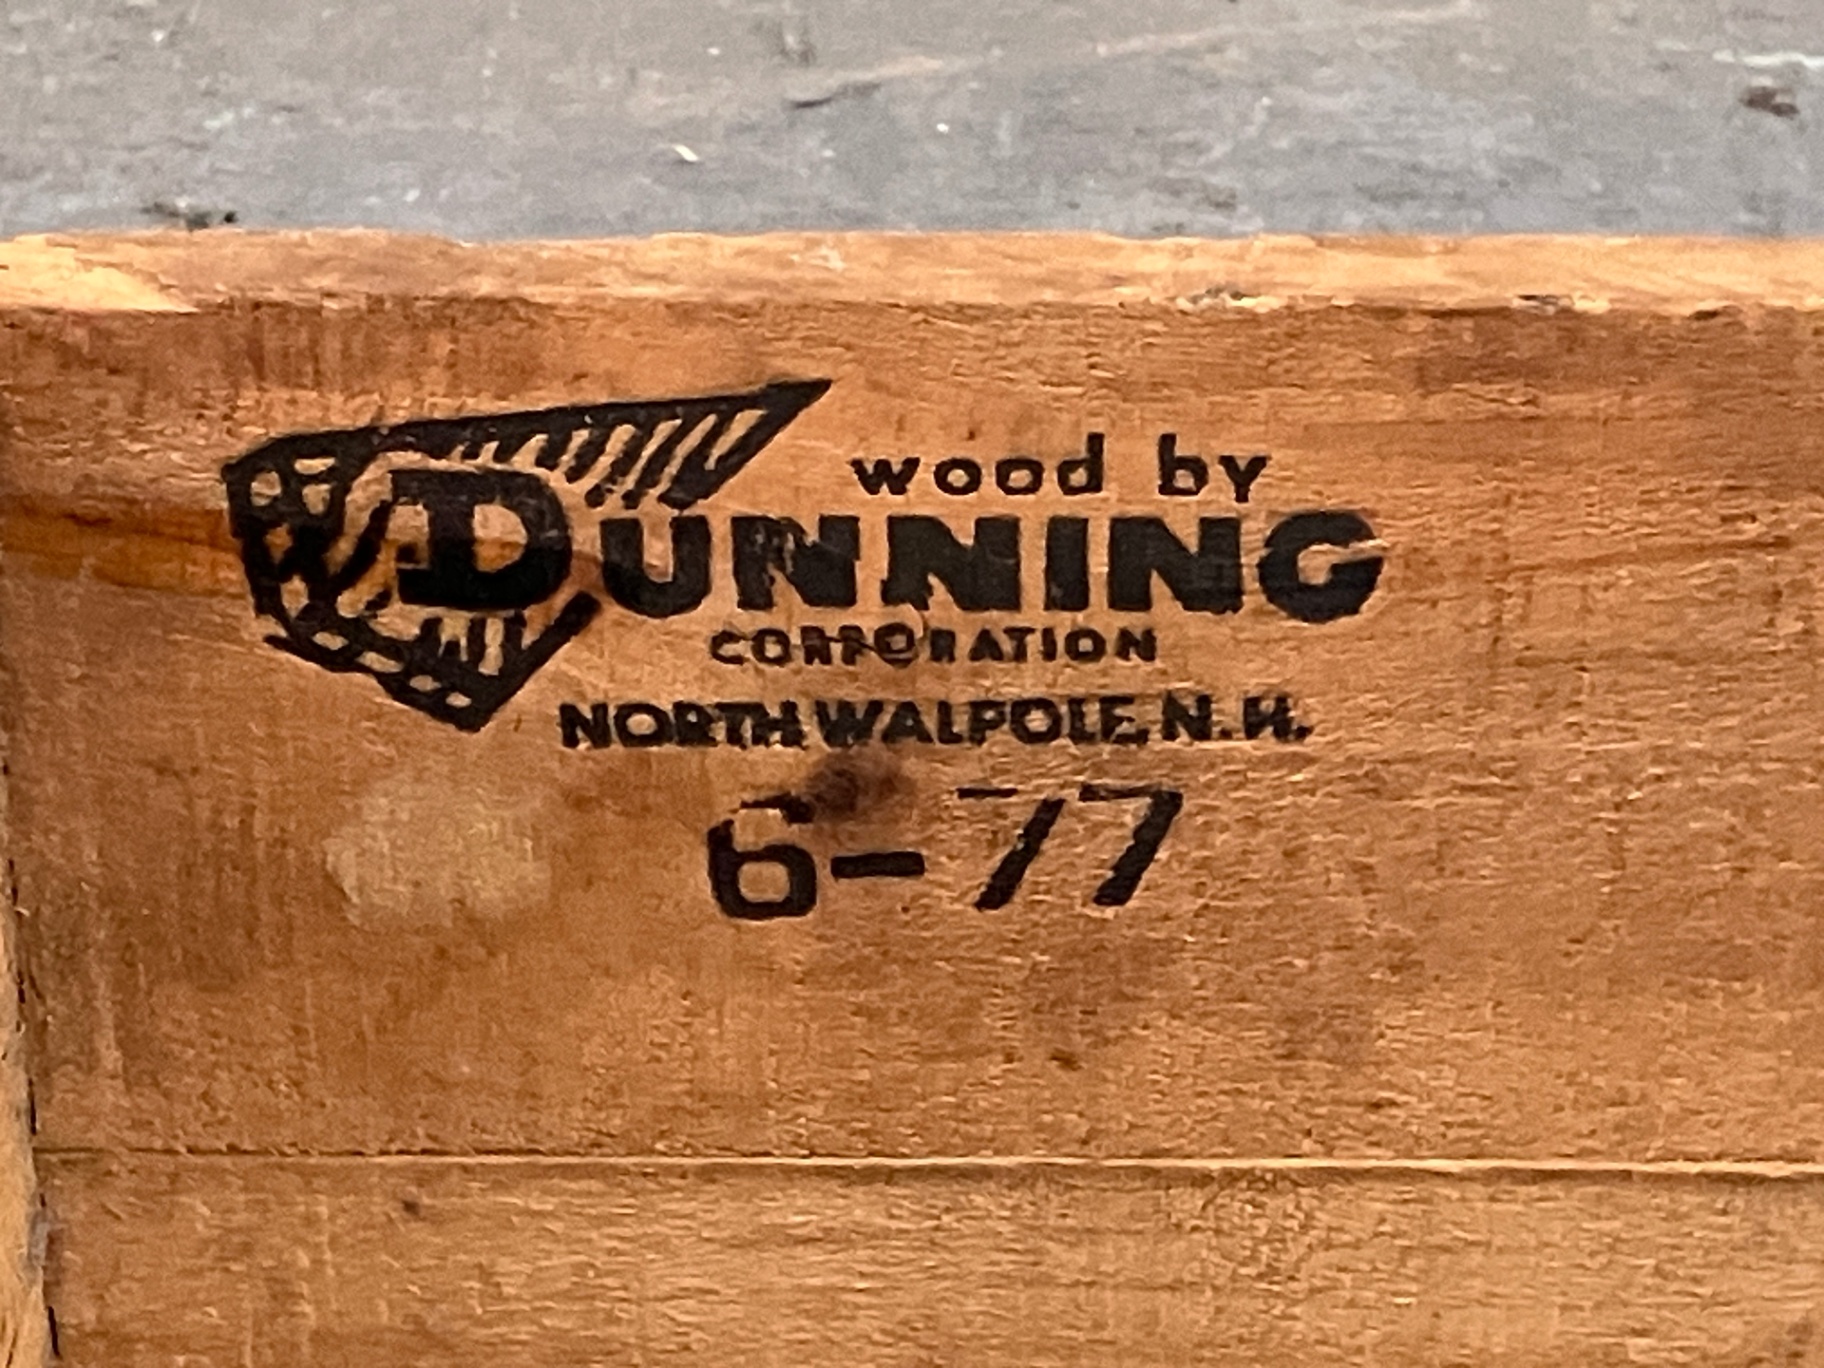 wood by
DUNNING
CORPORATION
NORTH WALPOLE, N.H.
6-77